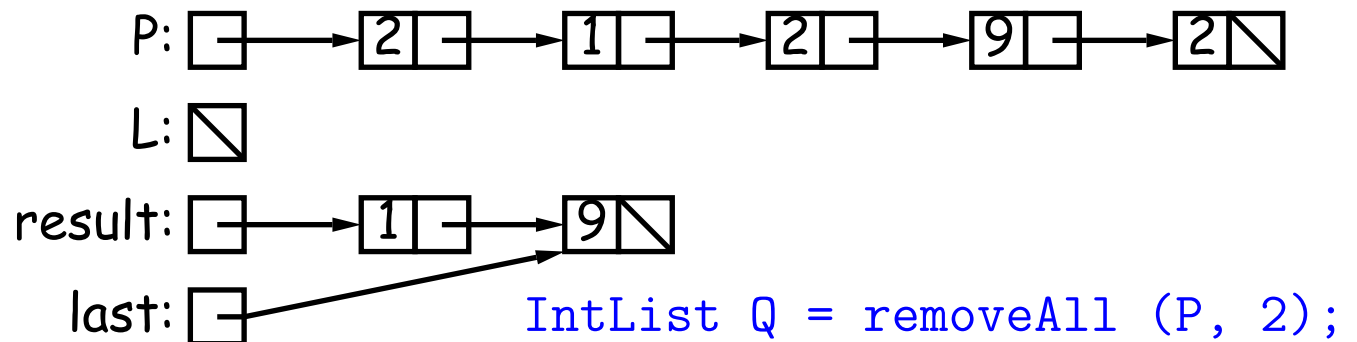 P: 2 1 2 9 2
L:
result: 1 9
last:
IntList Q = removeAll (P, 2);